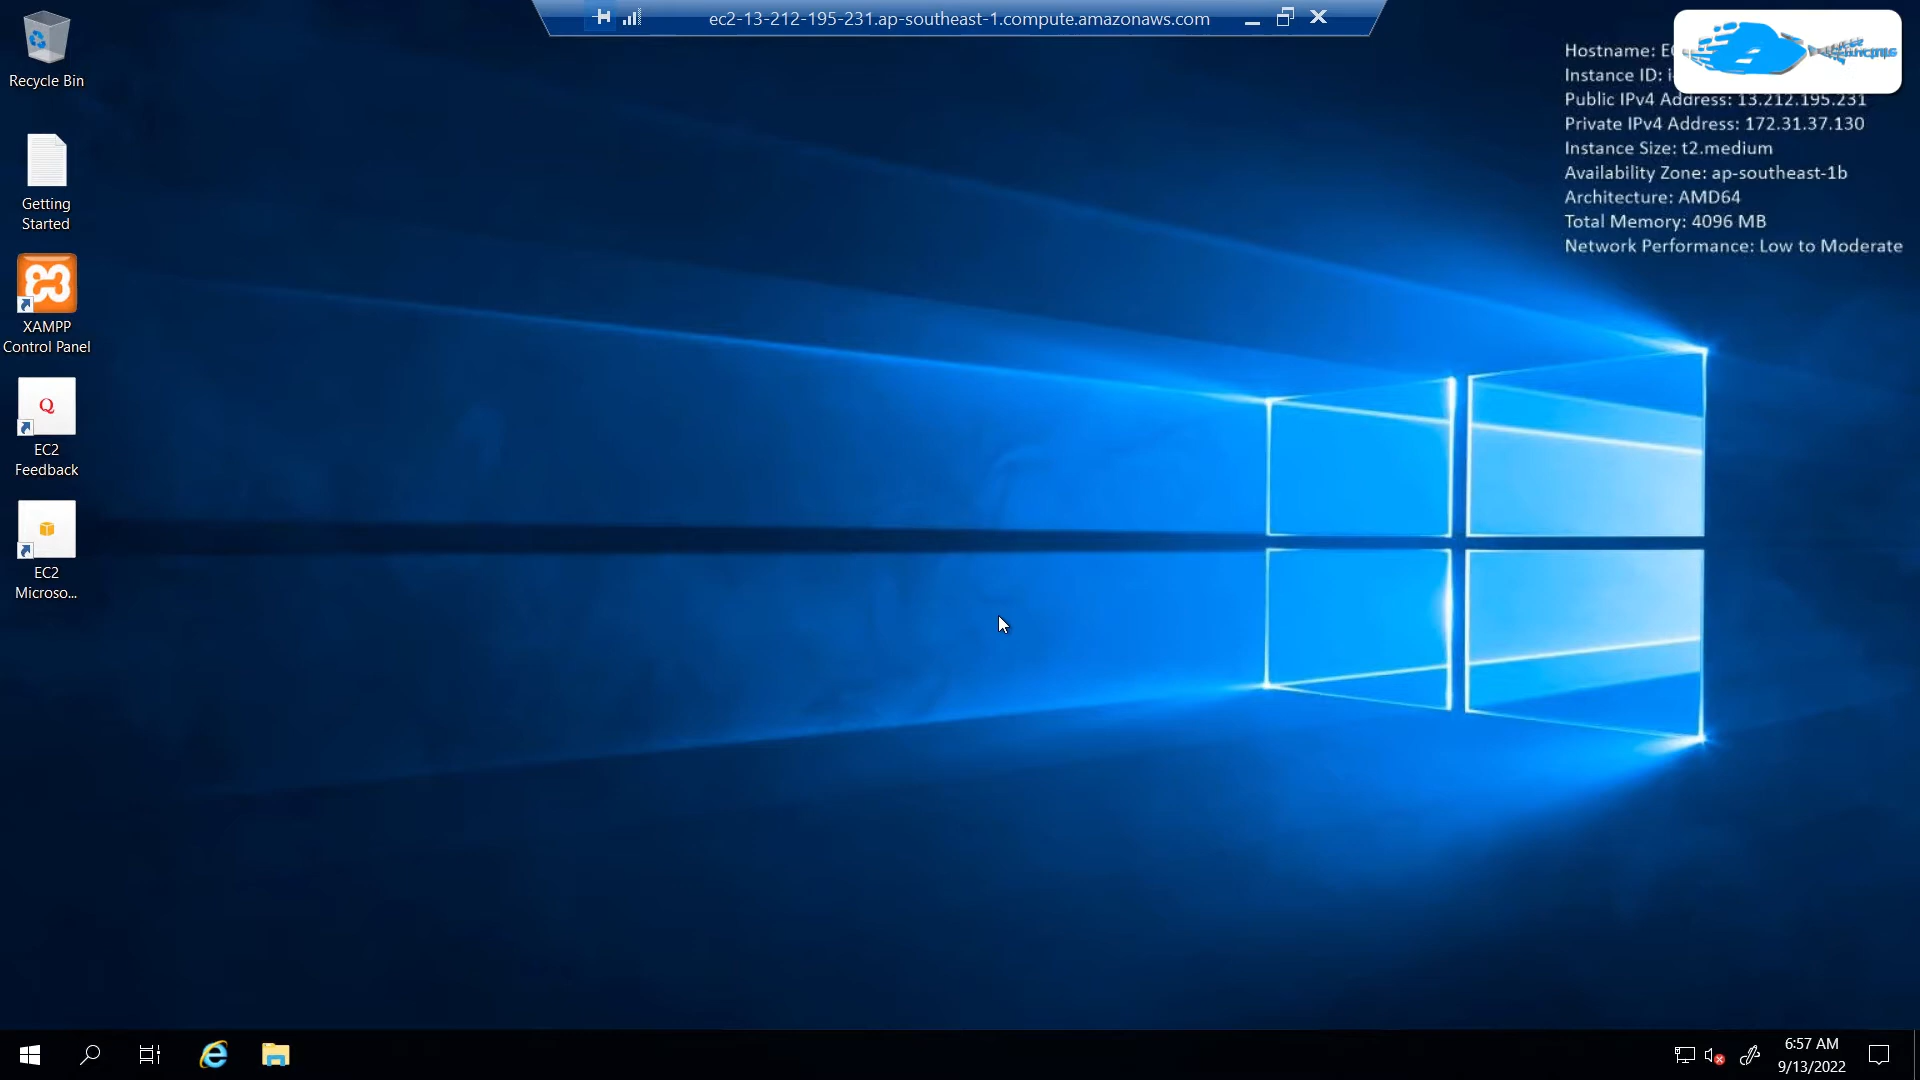 ec2-13-212-195-231.ap-southeast-1.compute.amazonaws.com
Recycle Bin
Getting
Started
XAMPP
Control Panel
Q
EC2
Feedback
EC2
Microso...
Hostname:
Instance ID:
Public IPv4 Address: 13.212.195.231
Private IPv4 Address: 172.31.37.130
Instance Size: t2.medium
Availability Zone: ap-southeast-1b
Architecture: AMD64
Total Memory: 4096 MB
Network Performance: Low to Moderate
6:57 AM
9/13/2022